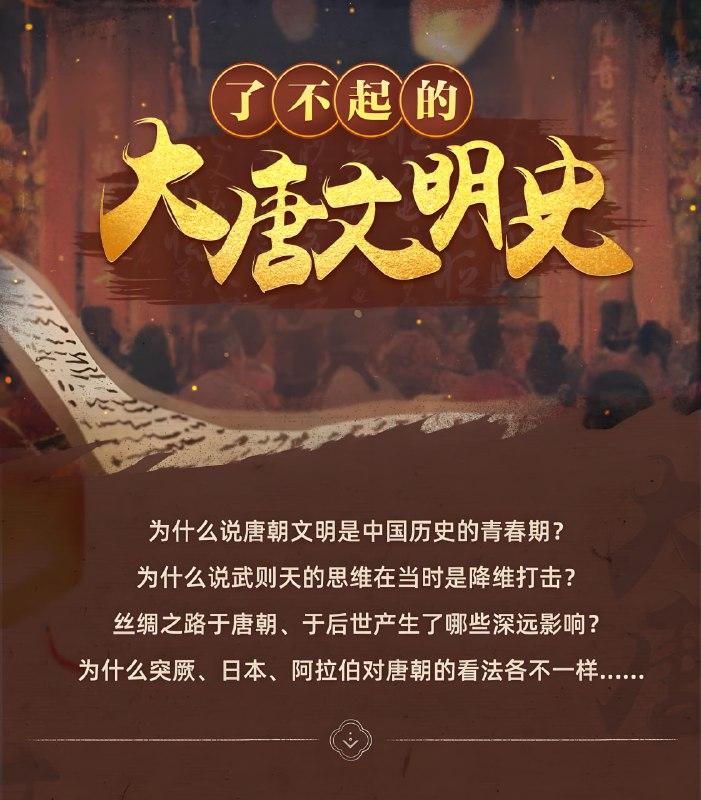 了不起的
大唐文明史
为什么说唐朝文明是中国历史的青春期？
为什么说武则天的思维在当时是降维打击？
丝绸之路于唐朝、于后世产生了哪些深远影响？
为什么突厥、日本、阿拉伯对唐朝的看法各不一样……